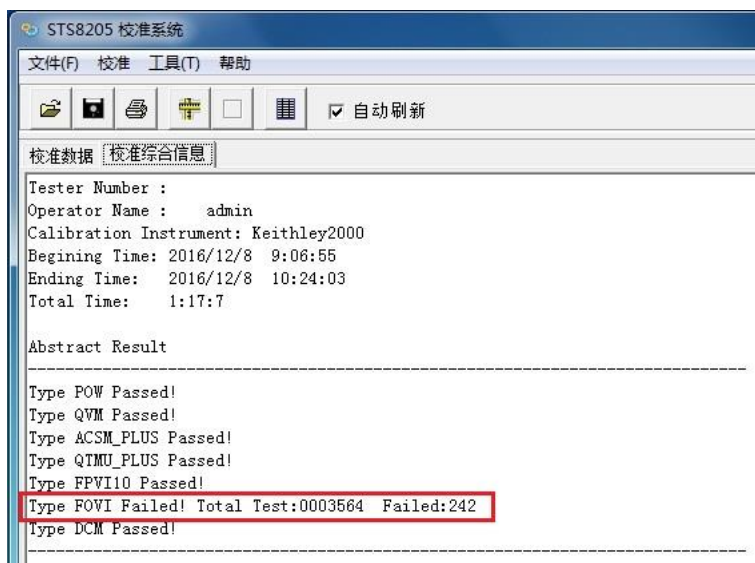 STS8205 校准系统
文件(F) 校准 工具(T) 帮助
自动刷新
校准数据 校准综合信息
Tester Number :
Operator Name : admin
Calibration Instrument: Keithley2000
Begining Time: 2016/12/8 9:06:55
Ending Time: 2016/12/8 10:24:03
Total Time: 1:17:7
Abstract Result
Type POW Passed!
Type QVM Passed!
Type ACSM_PLUS Passed!
Type QTMU_PLUS Passed!
Type FPVI10 Passed!
Type FOVI Failed! Total Test:0003564 Failed:242
Type DCM Passed!